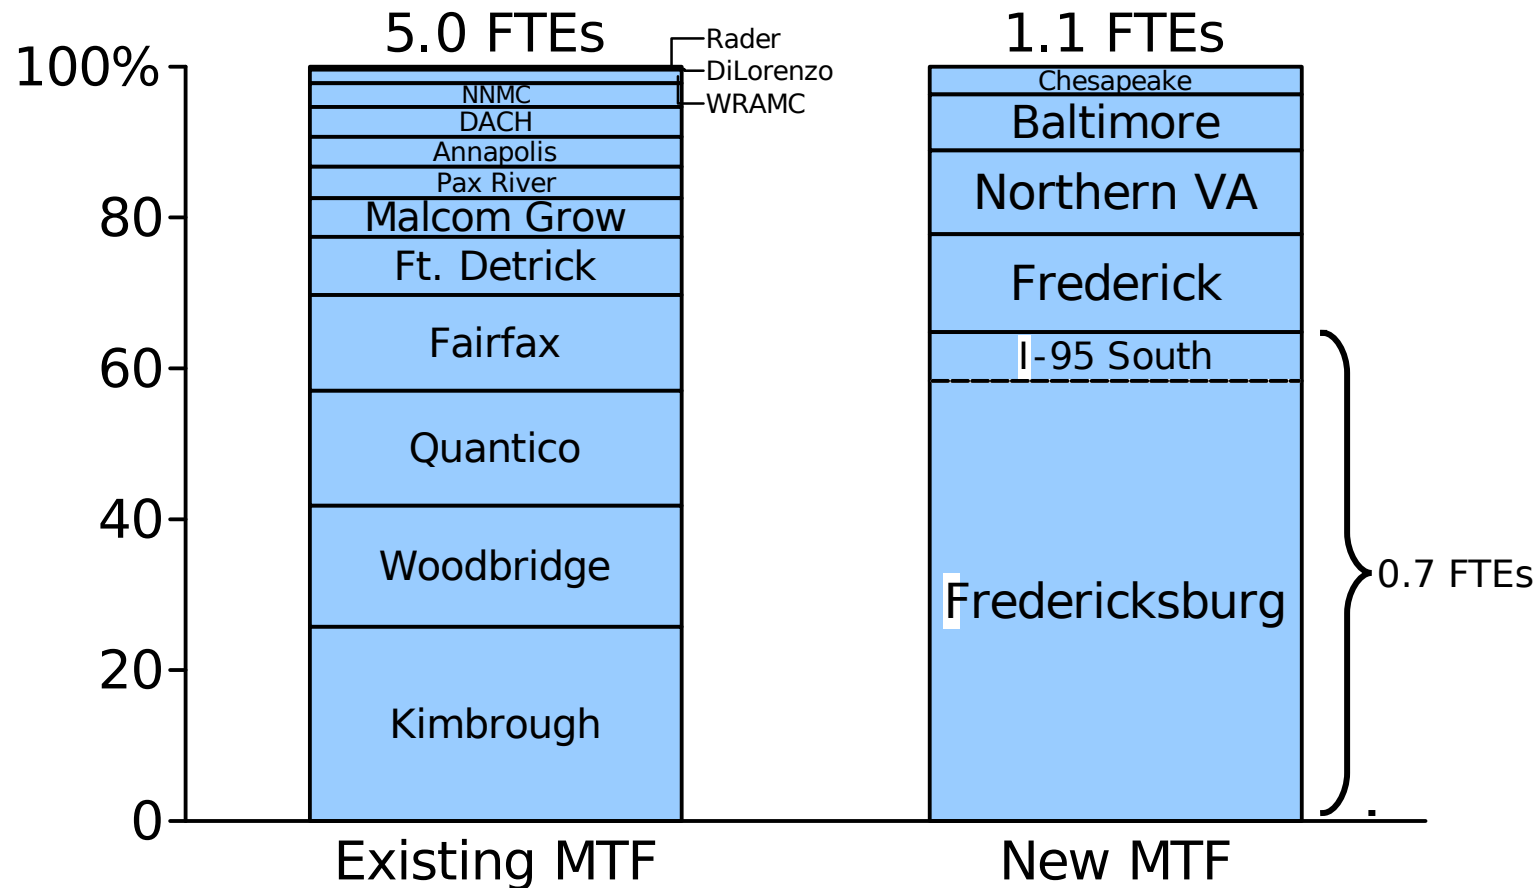 5.0 FTEs
1.1 FTEs
100%
80
60
40
20
0
Rader
DiLorenzo
WRAMC
NNMC
DACH
Annapolis
Pax River
Malcom Grow
Ft. Detrick
Fairfax
Quantico
Woodbridge
Kimbrough
Chesapeake
Baltimore
Northern VA
Frederick
I-95 South
Fredericksburg
0.7 FTEs
.
Existing MTF
New MTF